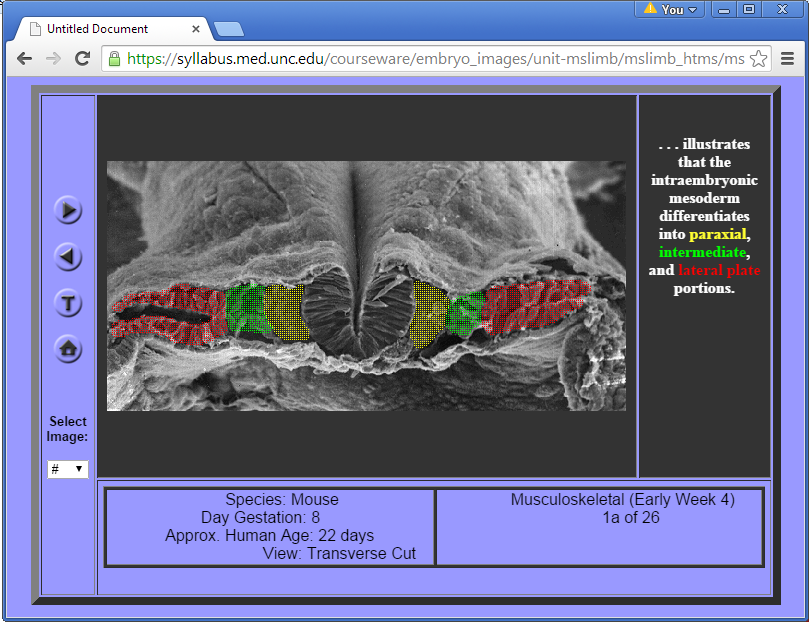 You
Untitled Document
https://syllabus.med.unc.edu/courseware/embryo_images/unit-mslimb/mslimb_htms/ms
. . . illustrates
that the
intraembryonic
mesoderm
differentiates
into paraxial,
intermediate,
and lateral plate
portions.
T
Select
Image:
#
Species: Mouse
Day Gestation: 8
Approx. Human Age: 22 days
View: Transverse Cut
Musculoskeletal (Early Week 4)
1a of 26